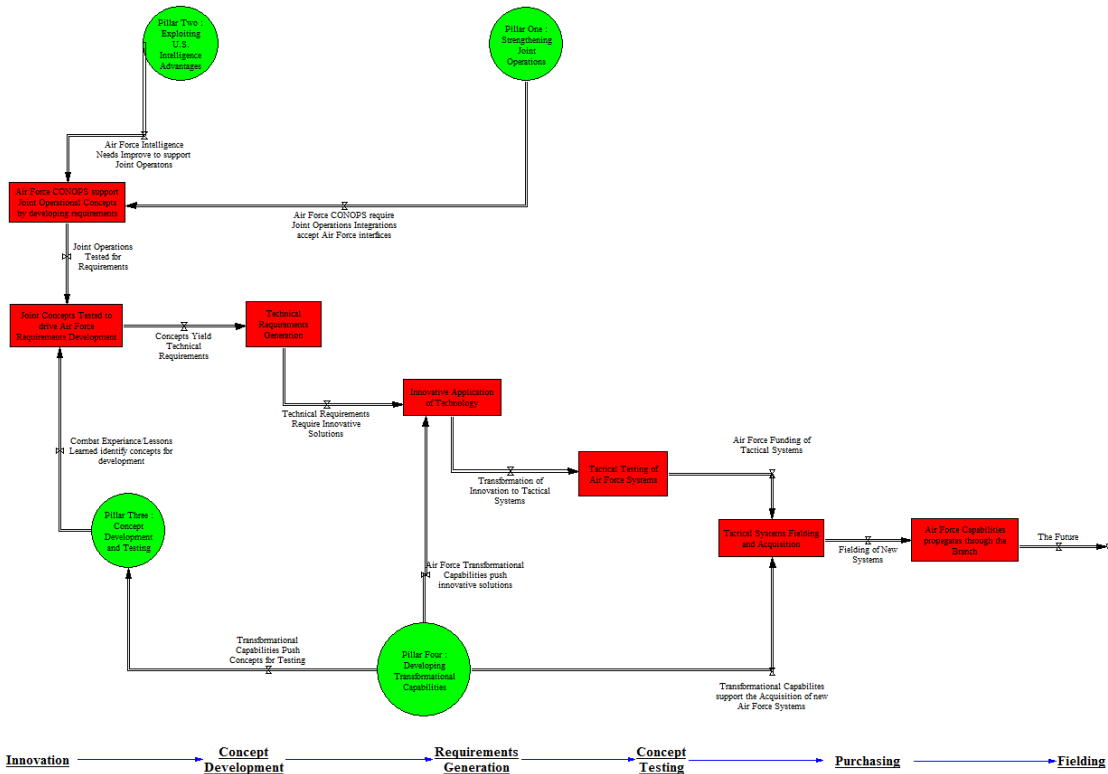 Pillar Two :
Exploiting
U.S.
Intelligence
Advantages
Pillar One :
Strengthening
Joint
Operations
Air Force Intelligence
Needs Improve to support
Joint Operatons
Air Force CONOPS support
Joint Operational Concepts
by developing requirements
Air Force CONOPS require
Joint Operations Integrations
accept Air Force interfices
Joint Operations
Tested for
Requirements
Joint Concepts Tested to
drive Air Force
Requirements Development
Concepts Yield
Technical
Requirements
Technical
Requirements
Generation
Technical Requirements
Require Innovative
Solutions
Innovative Application
of Technology
Combat Experiance/Lessons
Learned identify concepts for
development
Transformation of
Innovation to Tactical
Systems
Tactical Testing of
Air Force Systems
Air Force Funding of
Tactical Systems
Pillar Three :
Concept
Development
and Testing
Tactical Systems Fielding
and Acquisition
Fielding of New
Systems
Air Force Capabilities
propegates through the
Branch
The Future
Air Force Transformational
Capabilities push
innovative solutions
Transformational
Capabilities Push
Concepts for Testing
Pillar Four :
Developing
Transformational
Capabilities
Transformational Capabilites
support the Acquisition of new
Air Force Systems
Innovation
Concept
Development
Requirements
Generation
Concept
Testing
Purchasing
Fielding